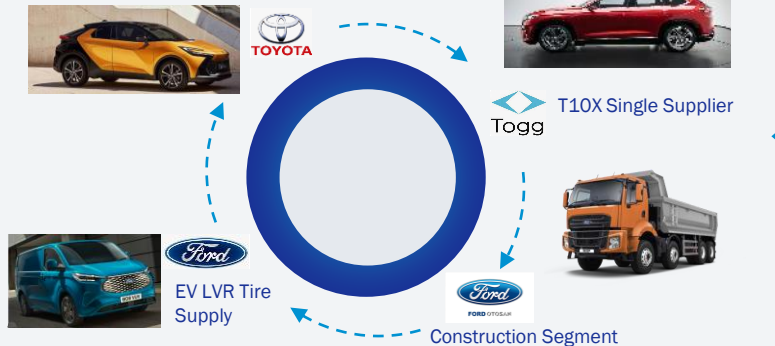 TOYOTA
Togg
T10X Single Supplier
Ford
EV LVR Tire
Supply
Ford
FORD OTOSAN
Construction Segment